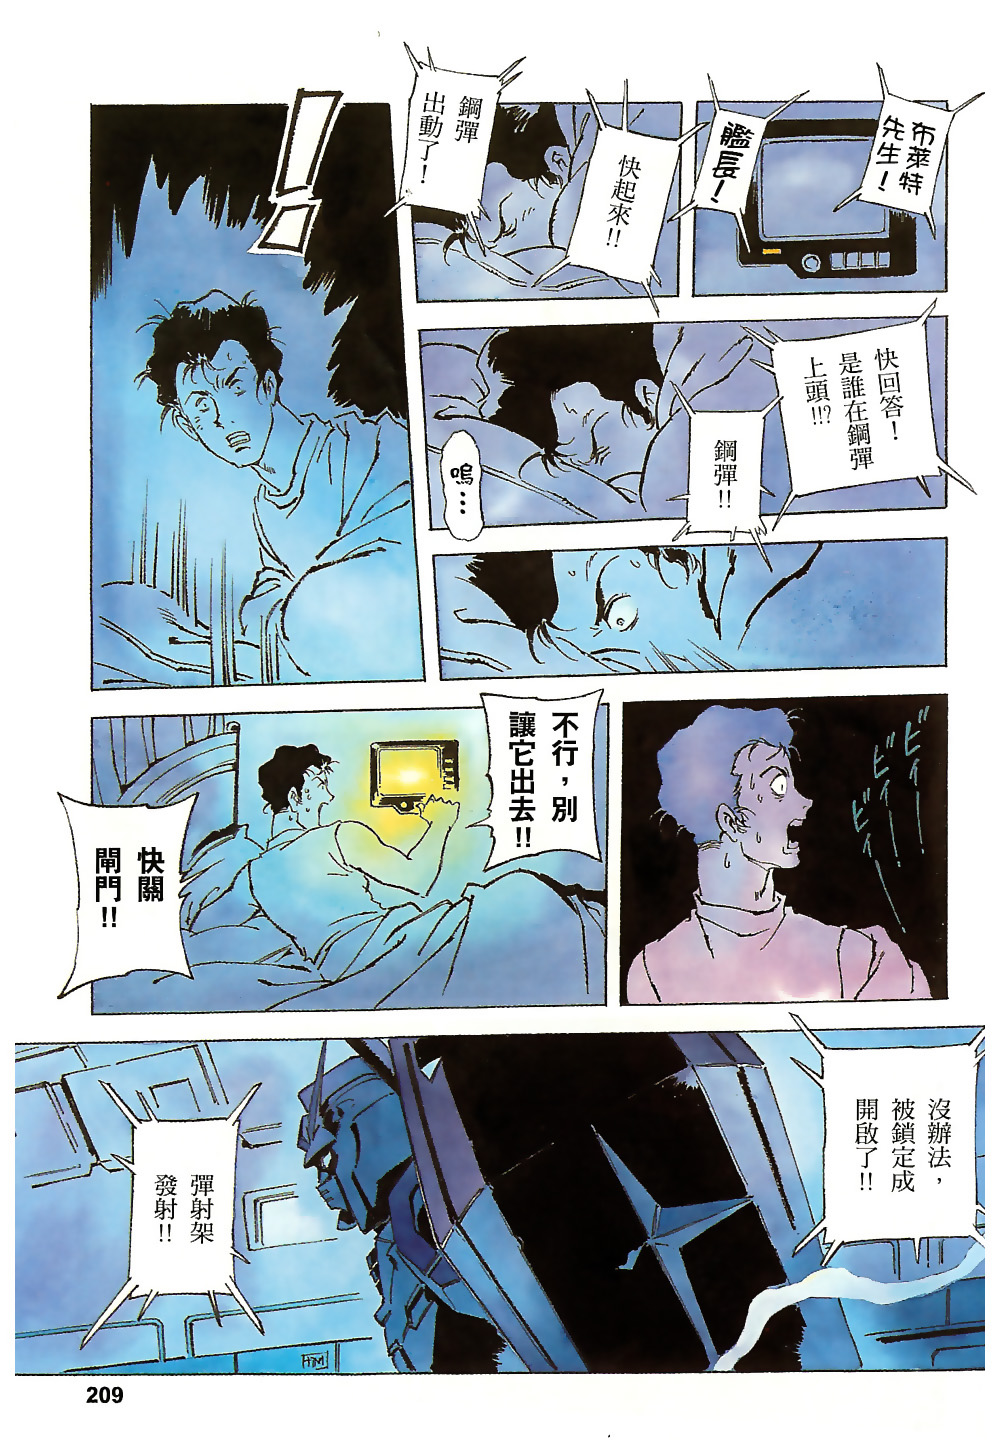 布萊特
先生！
艦長！
快起來!!
鋼彈
出動了！
快回答！
是誰在鋼彈
上頭!!?
鋼彈!!
嗚…
!!
ビィーー
ビィーー
不行，別
讓它出去!!
快關
閘門!!
沒辦法，
被鎖定成
開啟了!!
彈射架
發射!!
209